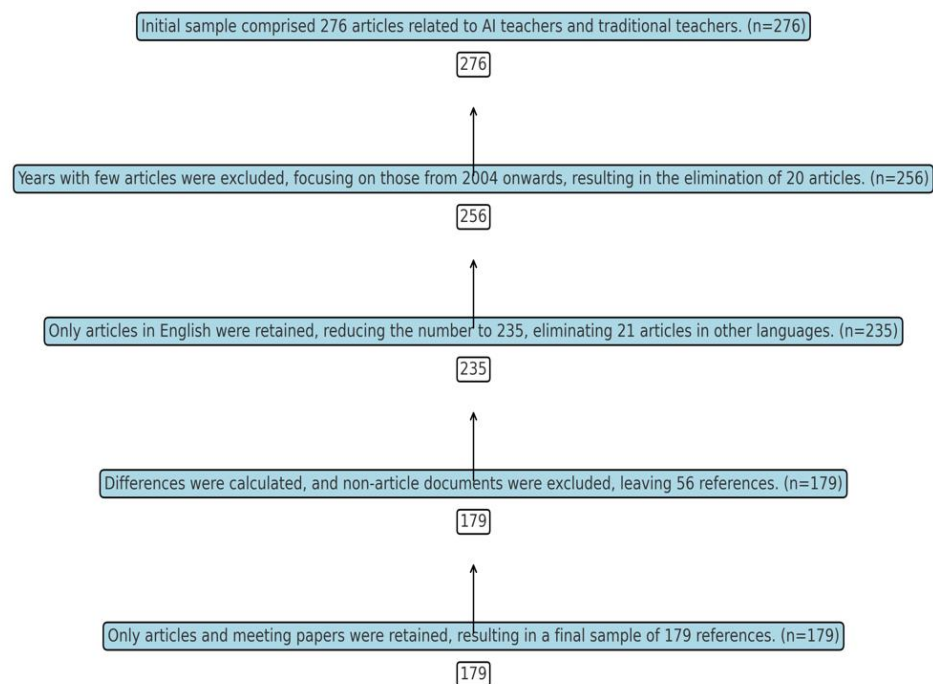 Initial sample comprised 276 articles related to AI teachers and traditional teachers. (n=276)
276
Years with few articles were excluded, focusing on those from 2004 onwards, resulting in the elimination of 20 articles. (n=256)
256
Only articles in English were retained, reducing the number to 235, eliminating 21 articles in other languages. (n=235)
235
Differences were calculated, and non-article documents were excluded, leaving 56 references. (n=179)
179
Only articles and meeting papers were retained, resulting in a final sample of 179 references. (n=179)
179